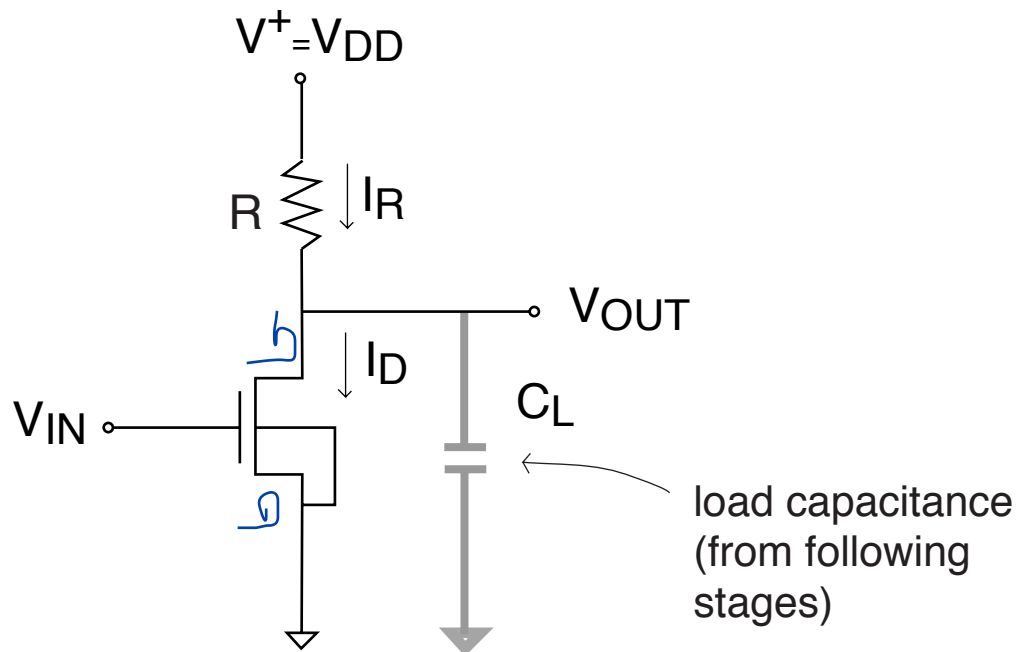 V+=VDD
R
IR
VOUT
ID
VIN
CL
load capacitance
(from following
stages)